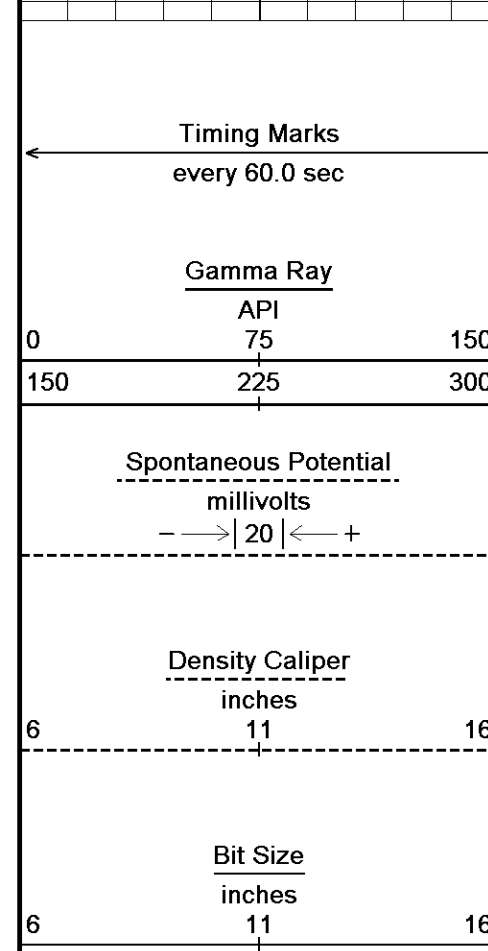 Timing Marks
every 60.0 sec
Gamma Ray
API
0 75 150
150 225 300
Spontaneous Potential
millivolts
− 20 +
Density Caliper
inches
6 11 16
Bit Size
inches
6 11 16